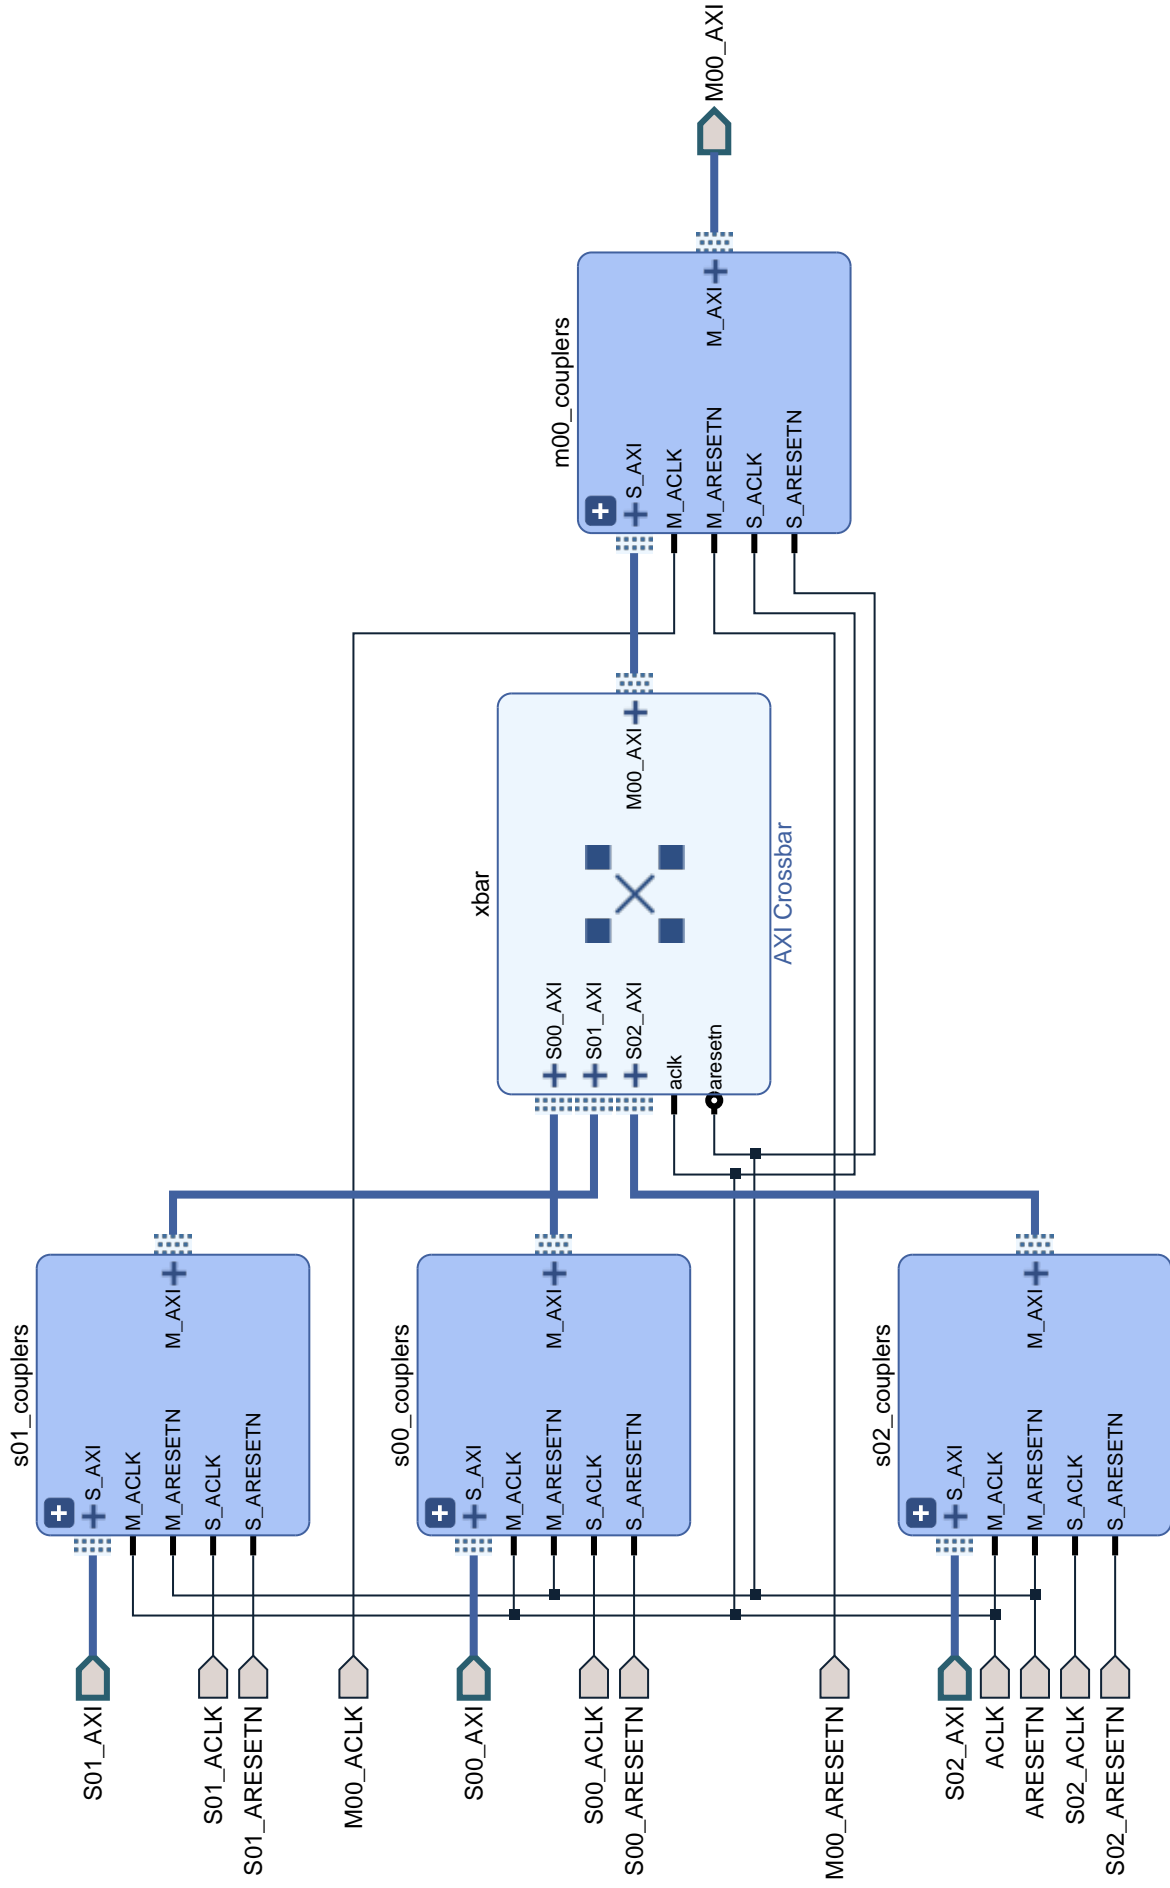 S01_AXI
S01_ACLK
S01_ARESETN
M00_ACLK
S00_AXI
S00_ACLK
S00_ARESETN
M00_ARESETN
S02_AXI
ACLK
ARESETN
S02_ACLK
S02_ARESETN
s01_couplers
S_AXI
M_ACLK
M_ARESETN
S_ACLK
S_ARESETN
M_AXI
s00_couplers
S_AXI
M_ACLK
M_ARESETN
S_ACLK
S_ARESETN
M_AXI
s02_couplers
S_AXI
M_ACLK
M_ARESETN
S_ACLK
S_ARESETN
M_AXI
xbar
S00_AXI
S01_AXI
S02_AXI
aclk
aresetn
M00_AXI
AXI Crossbar
m00_couplers
S_AXI
M_ACLK
M_ARESETN
S_ACLK
S_ARESETN
M_AXI
M00_AXI